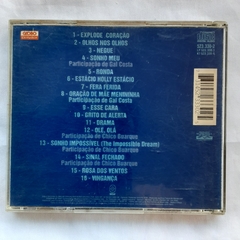 GLOBO
1 - EXPLODE CORAÇÃO
2 - OLHOS NOS OLHOS
3 - NEGUE
4 - SONHO MEU
Participação de Gal Costa
5 - RONDA
6 - ESTÁCIO HOLLY ESTÁCIO
7 - FERA FERIDA
8 - ORAÇÃO DE MÃE MENININHA
Participação de Gal Costa
9 - ESSE CARA
10 - GRITO DE ALERTA
11 - DRAMA
12 - OLÊ, OLÁ
Participação de Chico Buarque
13 - SONHO IMPOSSÍVEL (The Impossible Dream)
Participação de Chico Buarque
14 - SINAL FECHADO
Participação de Chico Buarque
15 - ROSA DOS VENTOS
16 - VINGANÇA